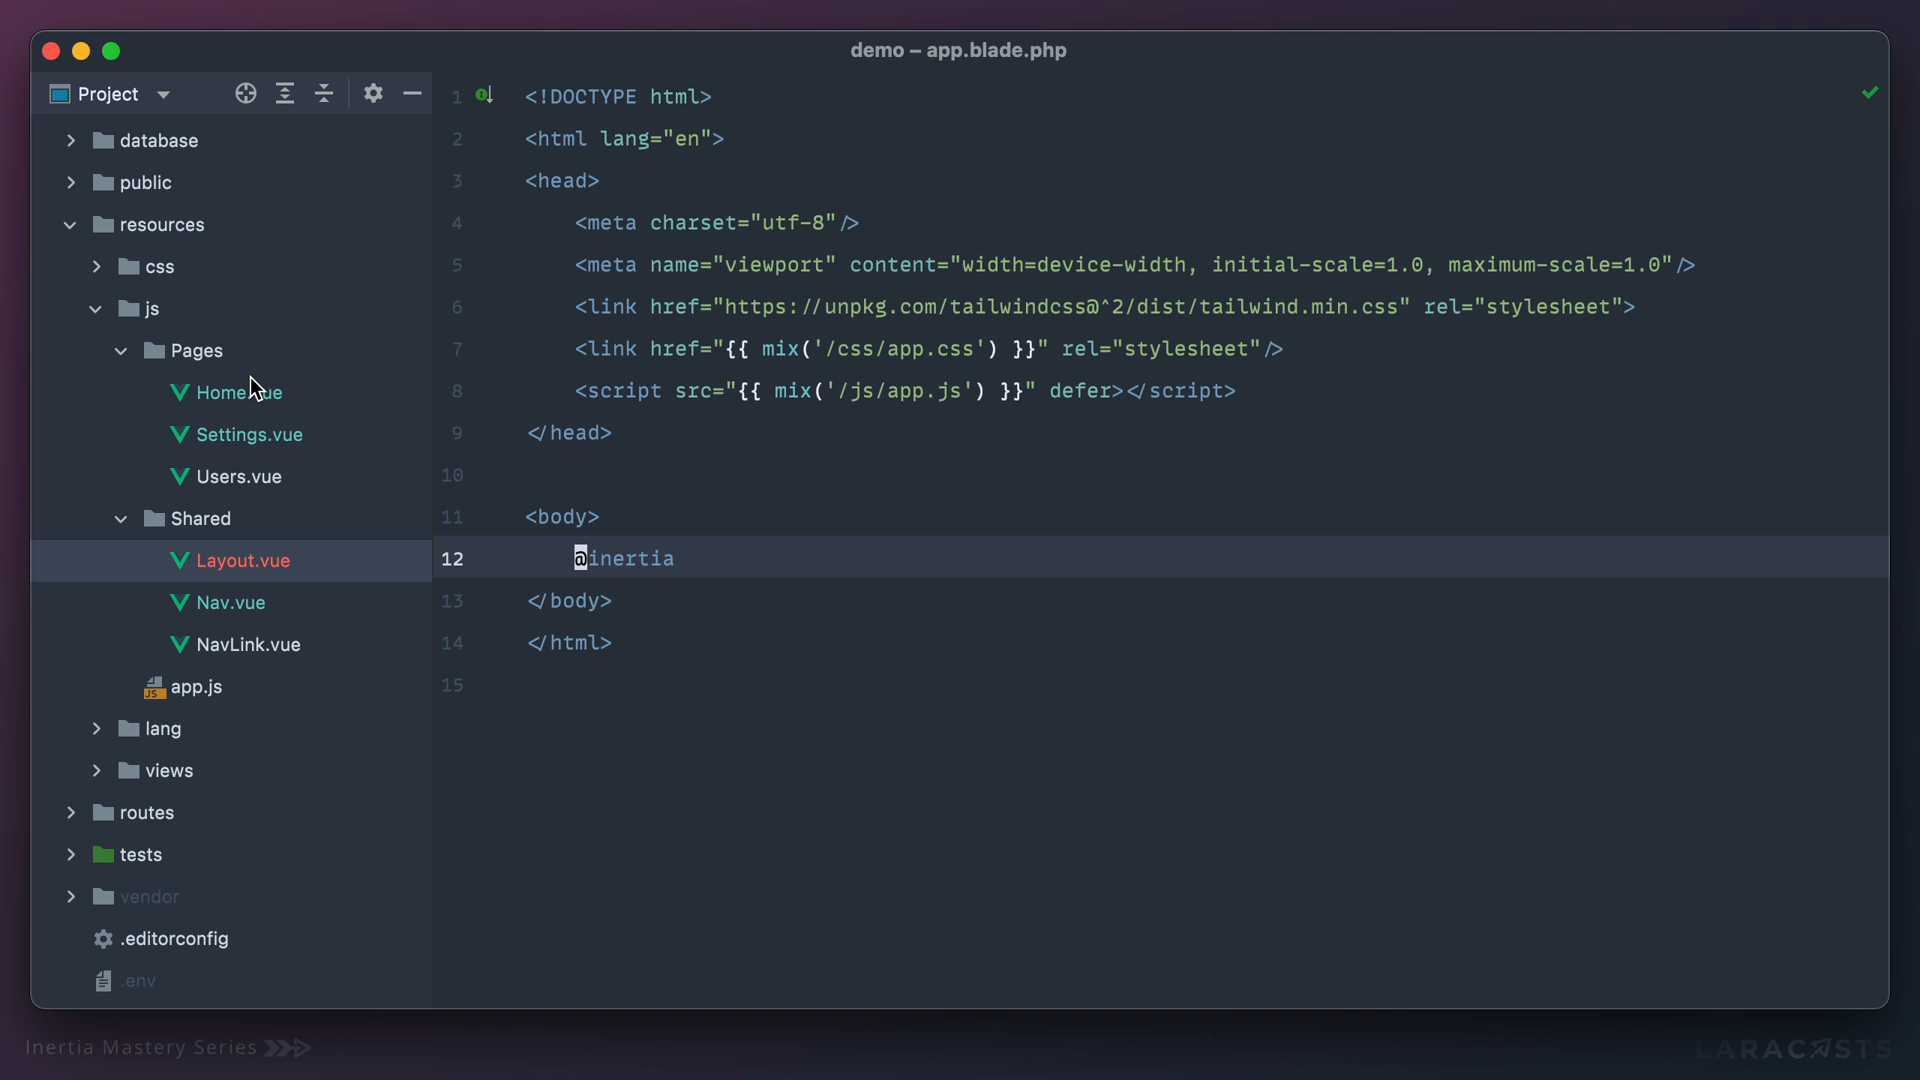 demo – app.blade.php
Project
database
public
resources
css
js
Pages
Home.vue
Settings.vue
Users.vue
Shared
Layout.vue
Nav.vue
NavLink.vue
app.js
lang
views
routes
tests
vendor
.editorconfig
.env
1 <!DOCTYPE html>
2 <html lang="en">
3 <head>
4 <meta charset="utf-8"/>
5 <meta name="viewport" content="width=device-width, initial-scale=1.0, maximum-scale=1.0"/>
6 <link href="https://unpkg.com/tailwindcss@^2/dist/tailwind.min.css" rel="stylesheet">
7 <link href="{{ mix('/css/app.css') }}" rel="stylesheet"/>
8 <script src="{{ mix('/js/app.js') }}" defer></script>
9 </head>
10
11 <body>
12 @inertia
13 </body>
14 </html>
15
Inertia Mastery Series
LARACASTS